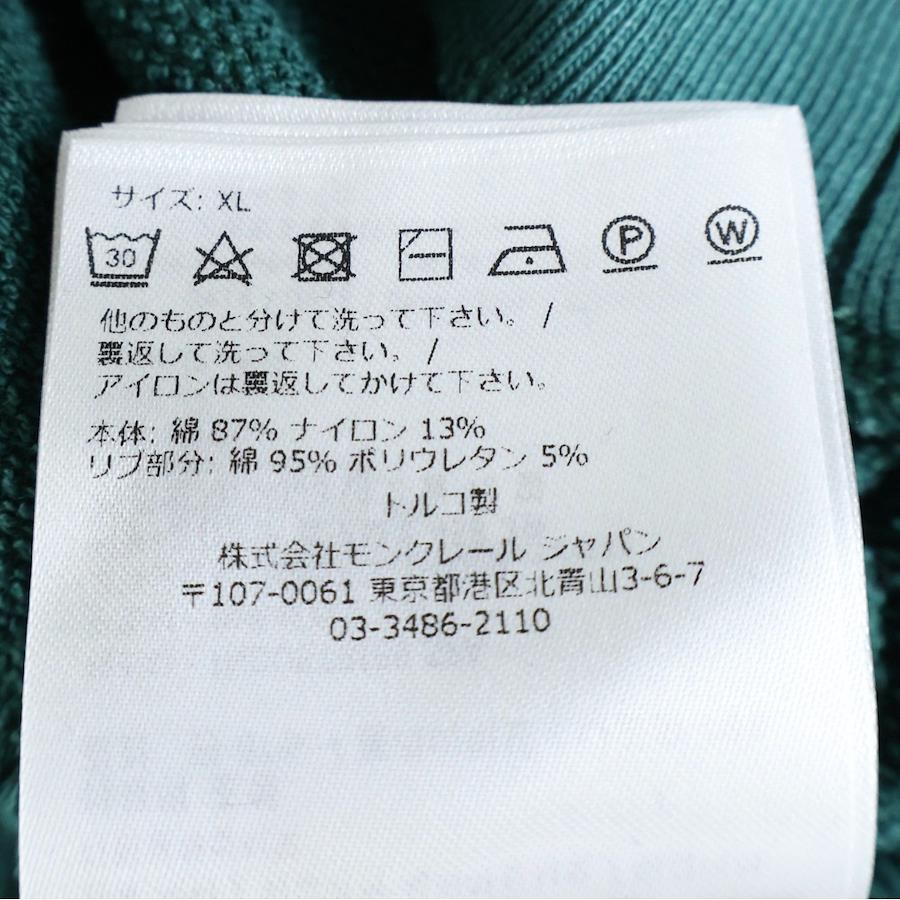 サイズ: XL
30 P W
他のものと分けて洗って下さい。 /
裏返して洗って下さい。 /
アイロンは裏返してかけて下さい。
本体: 綿 87% ナイロン 13%
リブ部分: 綿 95% ポリウレタン 5%
トルコ製
株式会社モンクレール ジャパン
〒107-0061 東京都港区北青山3-6-7
03-3486-2110